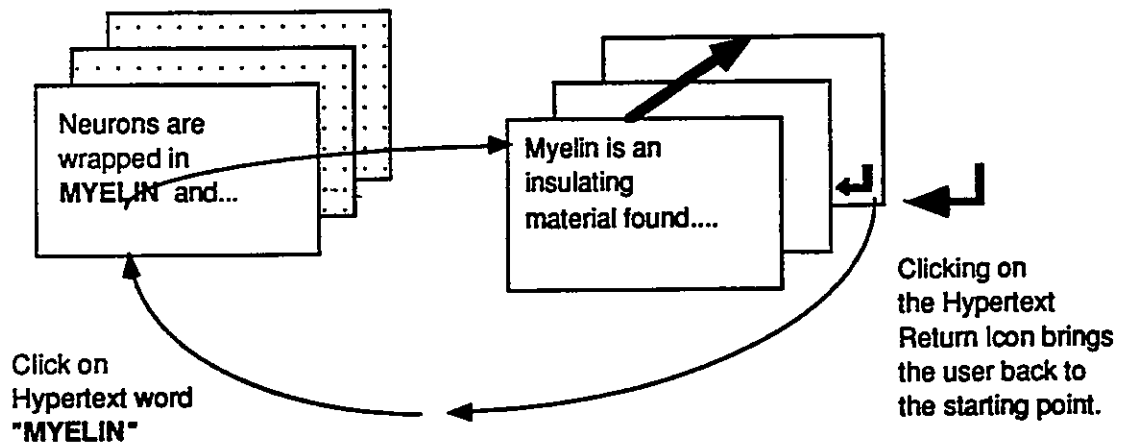 Neurons are
wrapped in
MYELIN and...
Myelin is an
insulating
material found....
Clicking on
the Hypertext
Return Icon brings
the user back to
the starting point.
Click on
Hypertext word
"MYELIN"